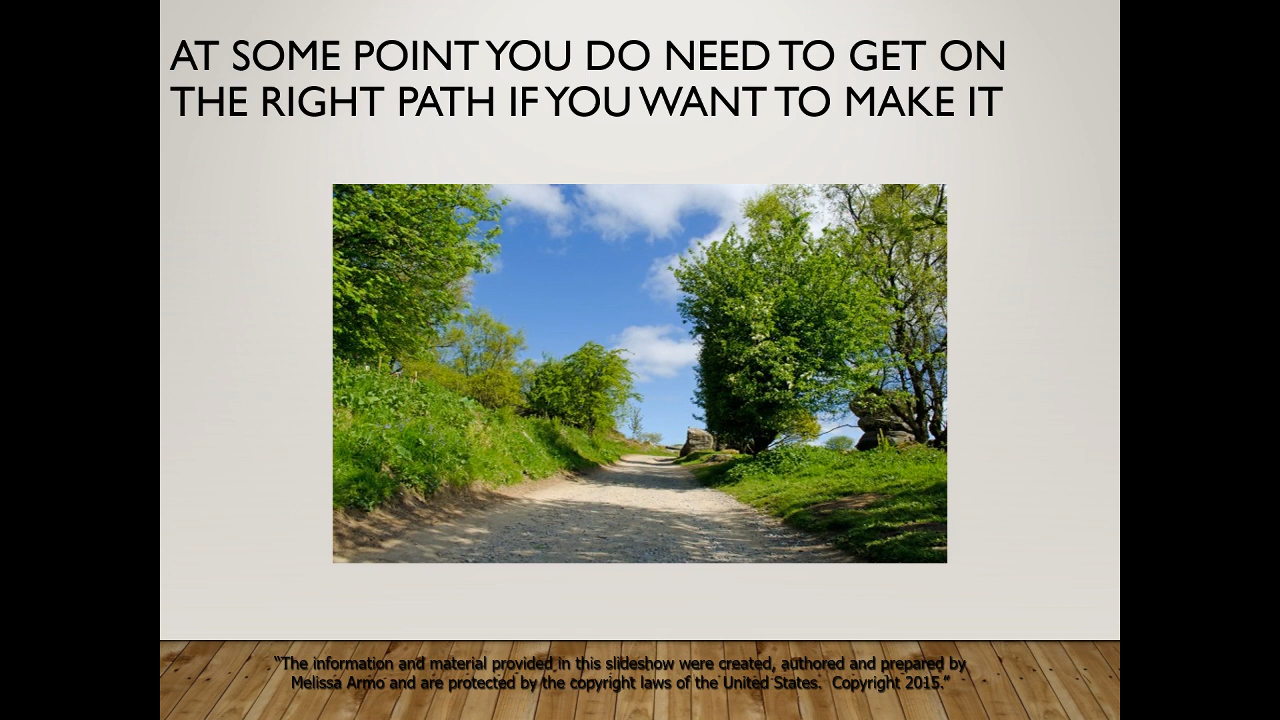 AT SOME POINT YOU DO NEED TO GET ON
THE RIGHT PATH IF YOU WANT TO MAKE IT
“The information and material provided in this slideshow were created, authored and prepared by
Melissa Armo and are protected by the copyright laws of the United States.  Copyright 2015.”